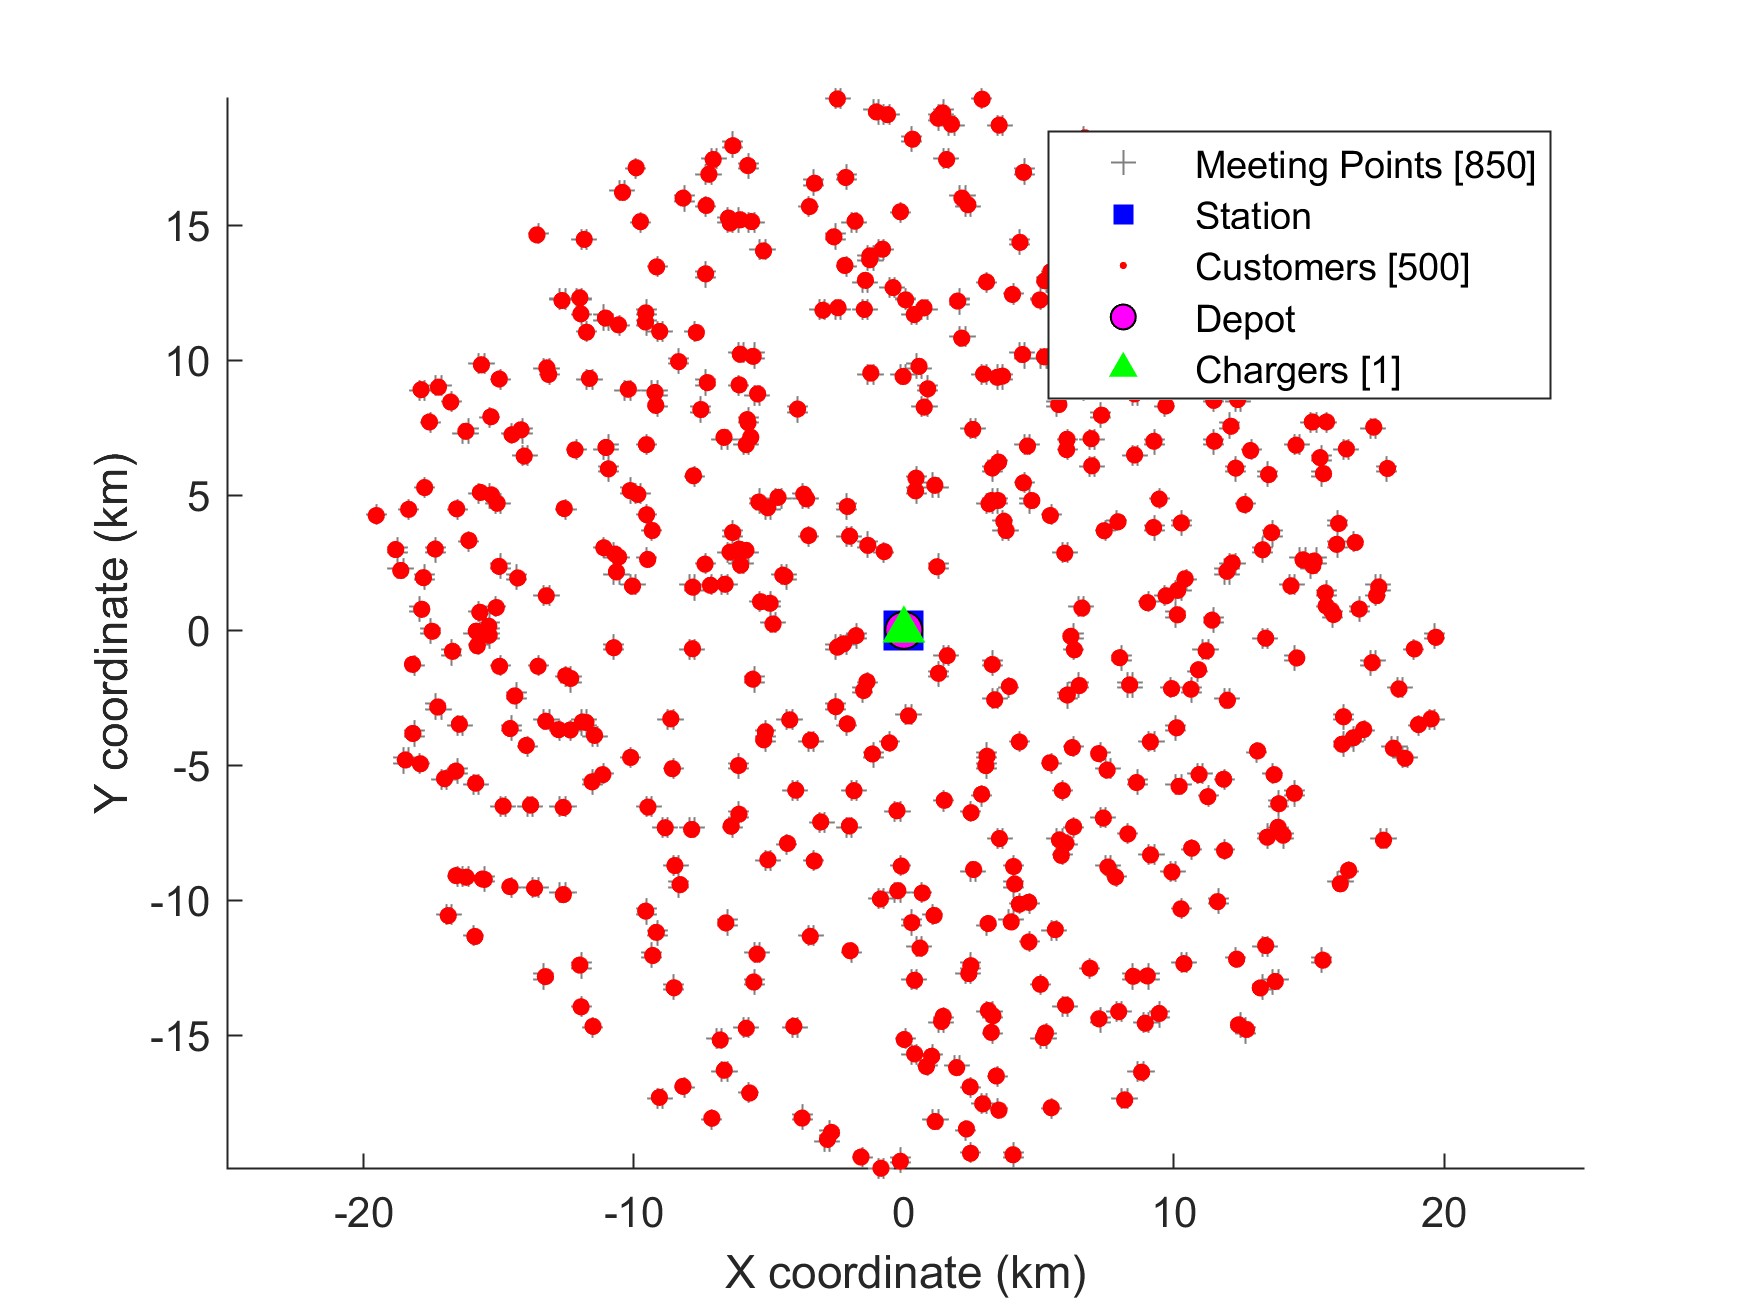 Meeting Points [850]
Station
Customers [500]
Depot
Chargers [1]
15
10
5
0
-5
-10
-15
Y coordinate (km)
-20 -10 0 10 20
X coordinate (km)